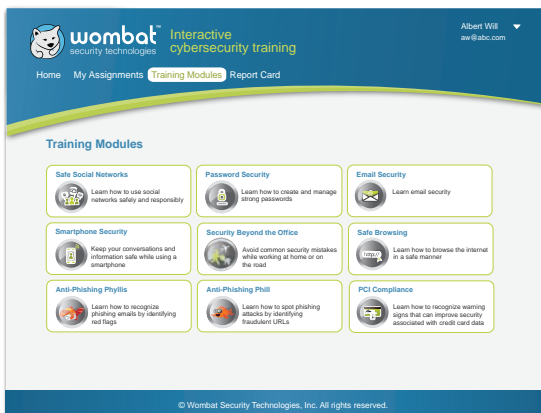 wombat™
security technologies
Interactive
cybersecurity training
Albert Will
aw@abc.com
Home My Assignments Training Modules Report Card
Training Modules
Safe Social Networks
Learn how to use social
networks safely and responsibly
Password Security
Learn how to create and manage
strong passwords
Email Security
Learn email security
Smartphone Security
Keep your conversations and
information safe while using a
smartphone
Security Beyond the Office
Avoid common security mistakes
while working at home or on
the road
Safe Browsing
http://
Learn how to browse the internet
in a safe manner
Anti-Phishing Phyllis
Learn how to recognize
phishing emails by identifying
red flags
Anti-Phishing Phill
Learn how to spot phishing
attacks by identifying
fraudulent URLs
PCI Compliance
Learn how to recognize warning
signs that can improve security
associated with credit card data
© Wombat Security Technologies, Inc. All rights reserved.